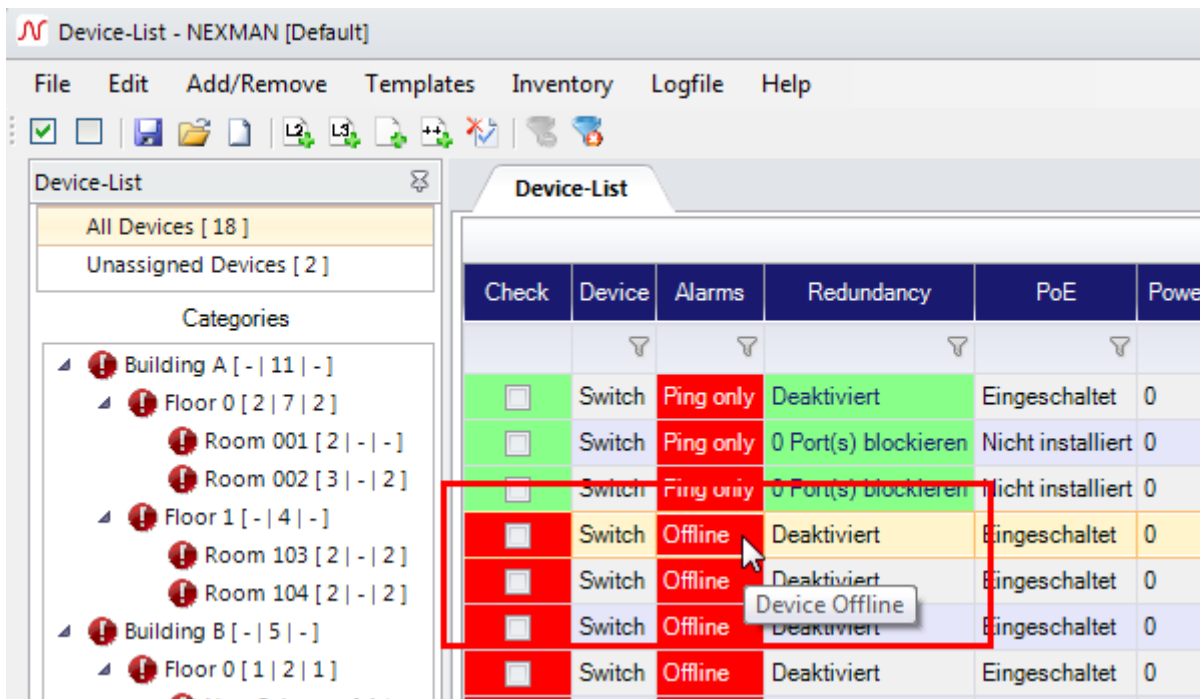 Device-List - NEXMAN [Default]
File Edit Add/Remove Templates Inventory Logfile Help
L2 L3 ++
Device-List
All Devices [ 18 ]
Unassigned Devices [ 2 ]
Categories
Building A [ - | 11 | - ]
Floor 0 [ 2 | 7 | 2 ]
Room 001 [ 2 | - | - ]
Room 002 [ 3 | - | 2 ]
Floor 1 [ - | 4 | - ]
Room 103 [ 2 | - | 2 ]
Room 104 [ 2 | - | 2 ]
Building B [ - | 5 | - ]
Floor 0 [ 1 | 2 | 1 ]
Device-List
Check Device Alarms Redundancy PoE Powe
Switch Ping only Deaktiviert Eingeschaltet 0
Switch Ping only 0 Port(s) blockieren Nicht installiert 0
Switch Ping only 0 Port(s) blockieren Nicht installiert 0
Switch Offline Deaktiviert Eingeschaltet 0
Switch Offline Deaktiviert Eingeschaltet 0
Device Offline
Switch Offline Deaktiviert Eingeschaltet 0
Switch Offline Deaktiviert Eingeschaltet 0